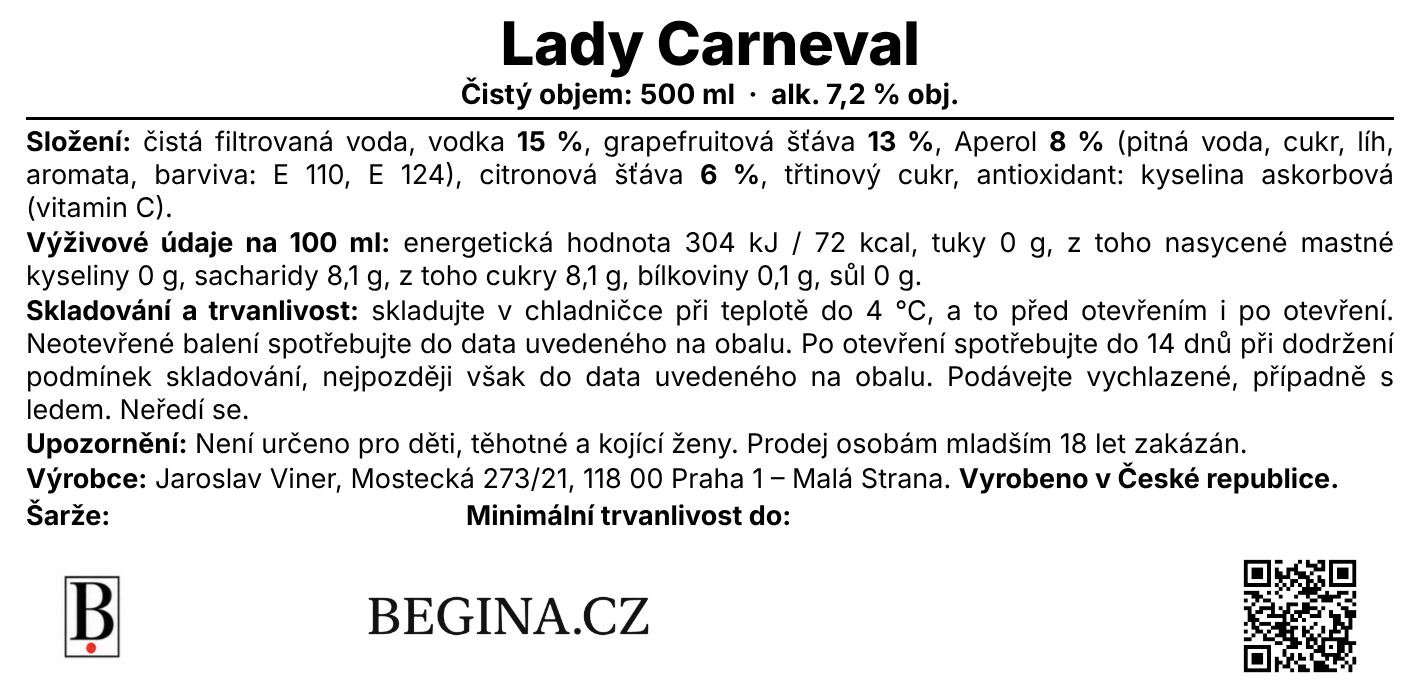 Lady Carneval
Čistý objem: 500 ml · alk. 7,2 % obj.
Složení: čistá filtrovaná voda, vodka 15 %, grapefruitová šťáva 13 %, Aperol 8 % (pitná voda, cukr, líh,
aromata, barviva: E 110, E 124), citronová šťáva 6 %, třtinový cukr, antioxidant: kyselina askorbová
(vitamin C).
Výživové údaje na 100 ml: energetická hodnota 304 kJ / 72 kcal, tuky 0 g, z toho nasycené mastné
kyseliny 0 g, sacharidy 8,1 g, z toho cukry 8,1 g, bílkoviny 0,1 g, sůl 0 g.
Skladování a trvanlivost: skladujte v chladničce při teplotě do 4 °C, a to před otevřením i po otevření.
Neotevřené balení spotřebujte do data uvedeného na obalu. Po otevření spotřebujte do 14 dnů při dodržení
podmínek skladování, nejpozději však do data uvedeného na obalu. Podávejte vychlazené, případně s
ledem. Neředí se.
Upozornění: Není určeno pro děti, těhotné a kojící ženy. Prodej osobám mladším 18 let zakázán.
Výrobce: Jaroslav Viner, Mostecká 273/21, 118 00 Praha 1 – Malá Strana. Vyrobeno v České republice.
Šarže: Minimální trvanlivost do:
B BEGINA.CZ